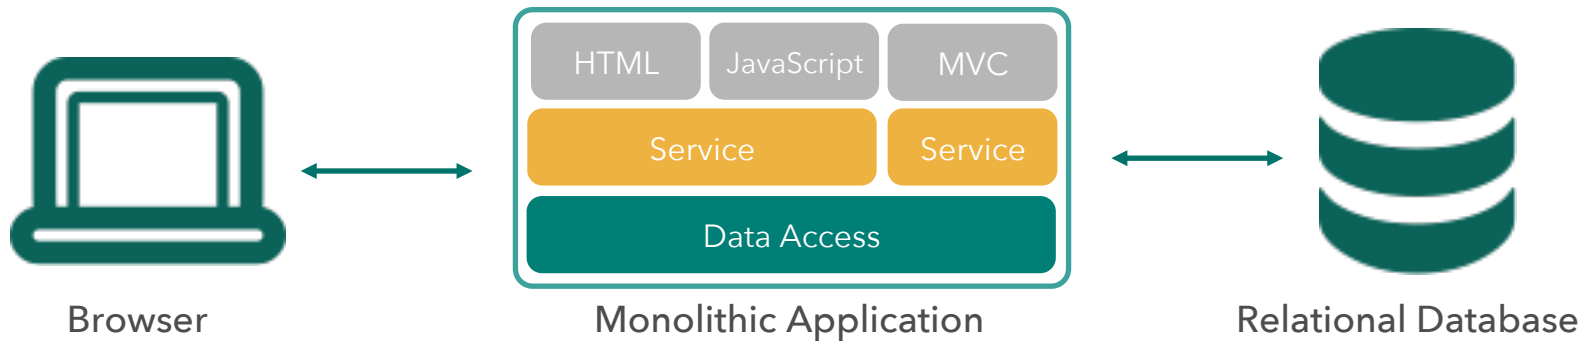 HTML
JavaScript
MVC
Service
Service
Data Access
Browser
Monolithic Application
Relational Database